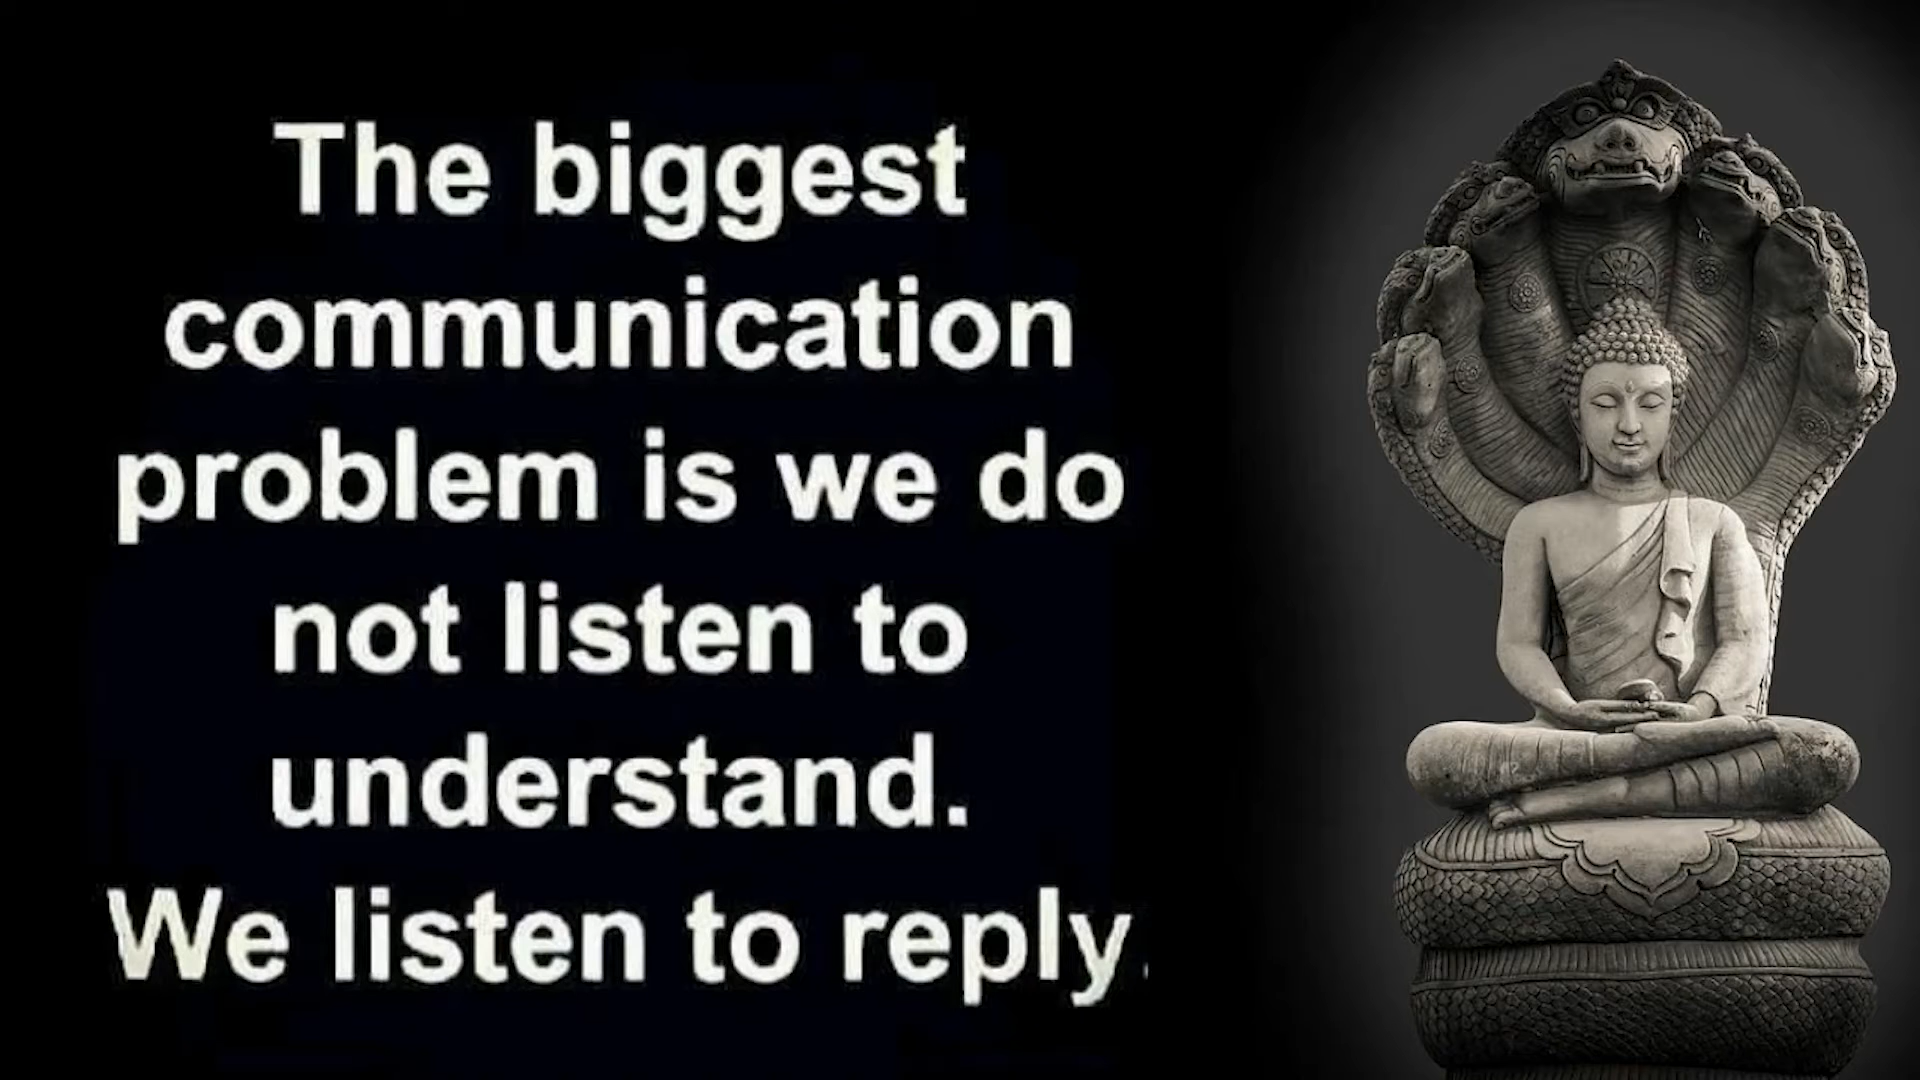 The biggest
communication
problem is we do
not listen to
understand.
We listen to reply.